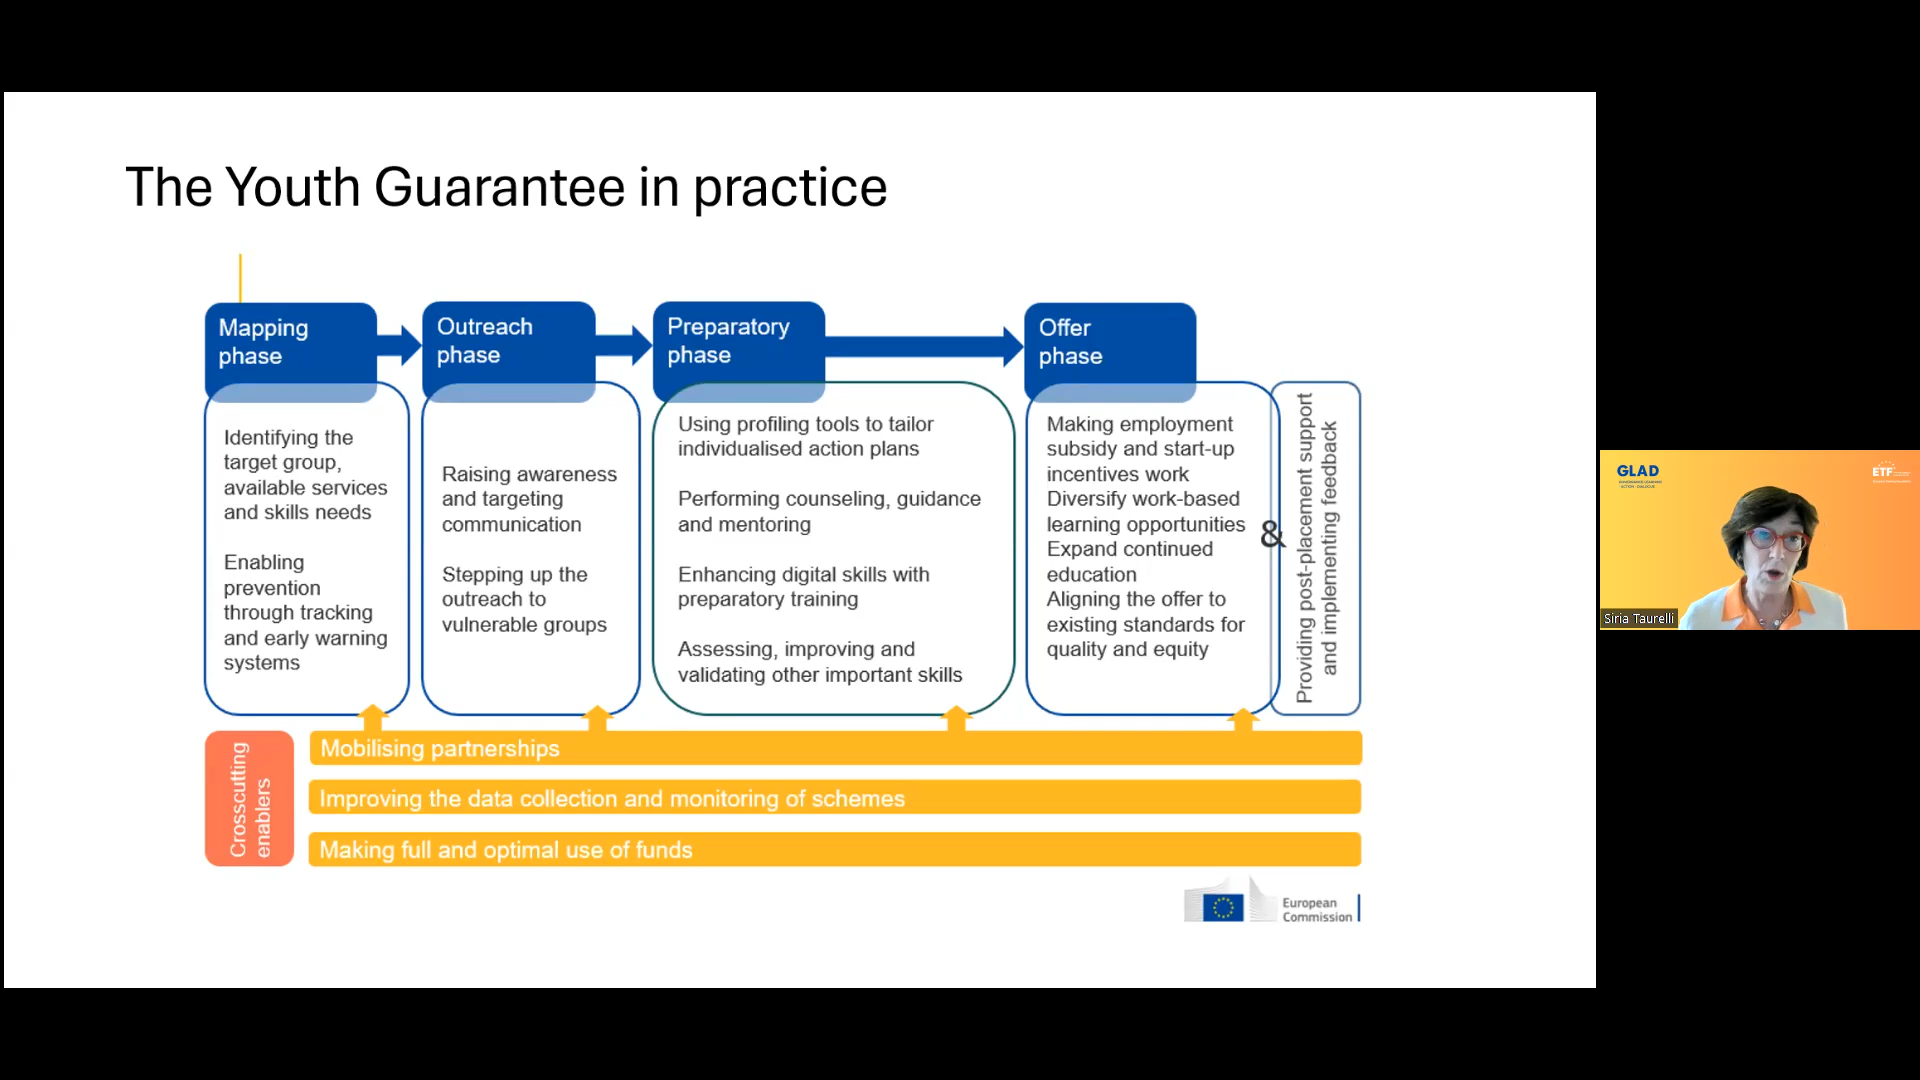 The Youth Guarantee in practice
Mapping
phase
Outreach
phase
Preparatory
phase
Offer
phase
Identifying the
target group,
available services
and skills needs
Enabling
prevention
through tracking
and early warning
systems
Raising awareness
and targeting
communication
Stepping up the
outreach to
vulnerable groups
Using profiling tools to tailor
individualised action plans
Performing counseling, guidance
and mentoring
Enhancing digital skills with
preparatory training
Assessing, improving and
validating other important skills
Making employment
subsidy and start-up
incentives work
Diversify work-based
learning opportunities
Expand continued
education
Aligning the offer to
existing standards for
quality and equity
&
Providing post-placement support
and implementing feedback
Crosscutting
enablers
Mobilising partnerships
Improving the data collection and monitoring of schemes
Making full and optimal use of funds
European
Commission
GLAD
ETF
Siria Taurelli